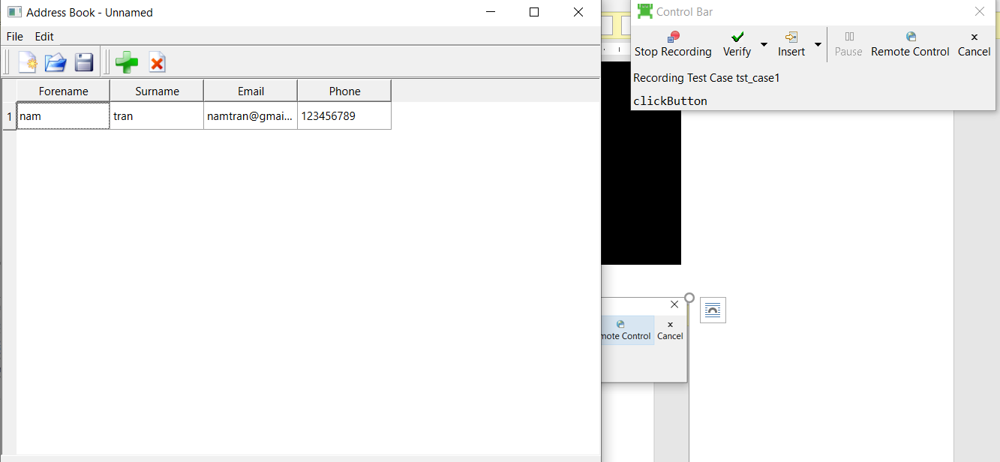 Address Book - Unnamed
File Edit
Forename Surname Email Phone
1 nam tran namtran@gmai... 123456789
Control Bar
Stop Recording Verify Insert Pause Remote Control Cancel
Recording Test Case tst_case1
clickButton
mote Control Cancel